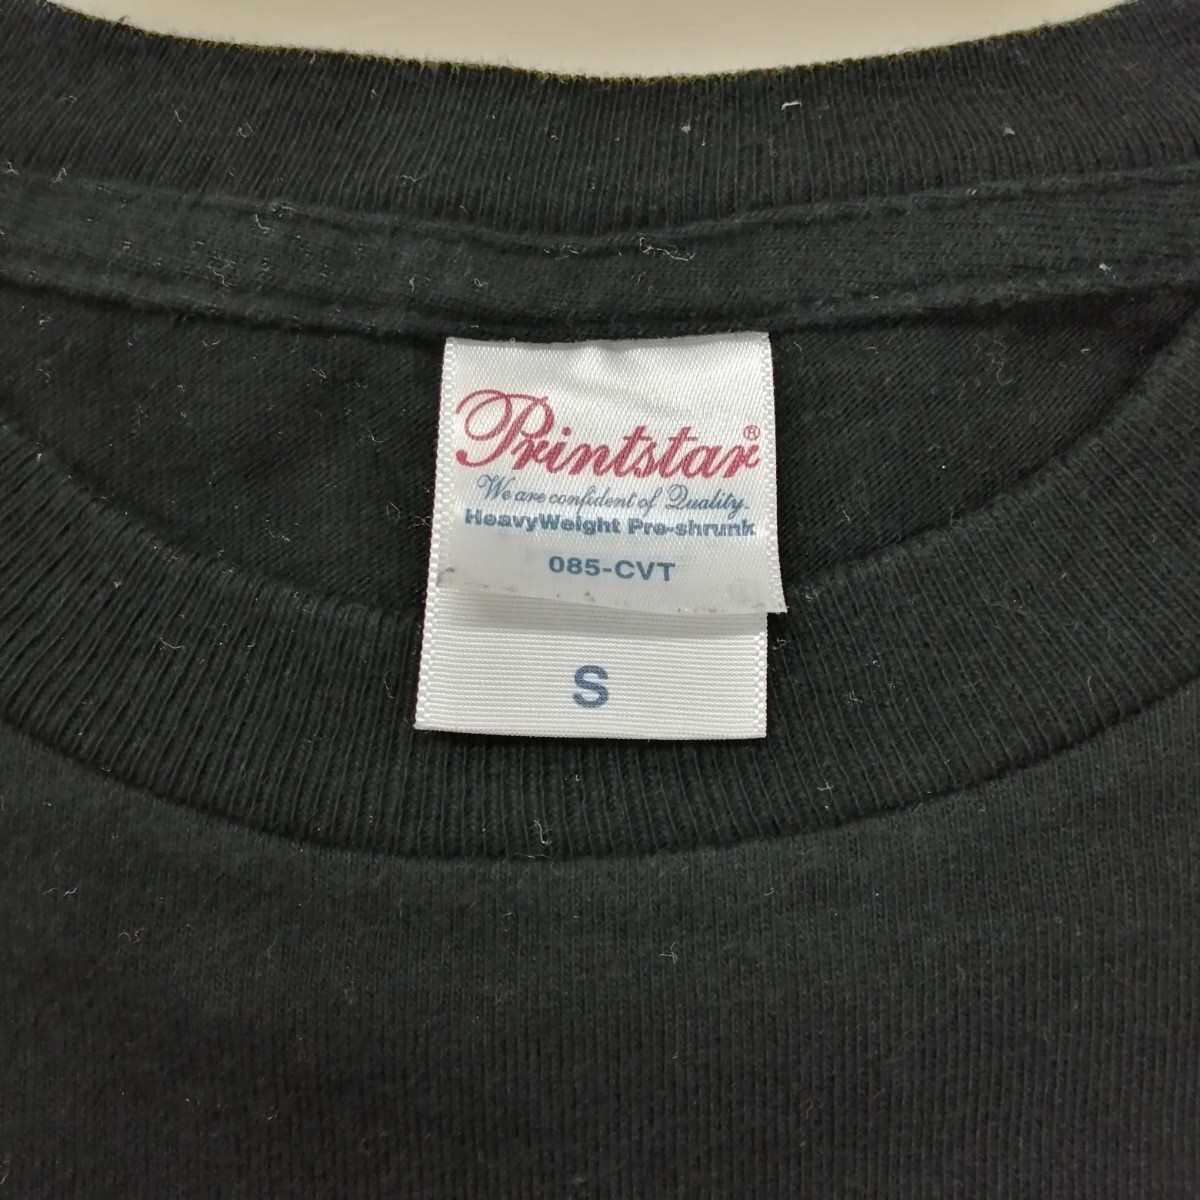 Printstar®
We are confident of Quality.
HeavyWeight Pre-shrunk
085-CVT
S